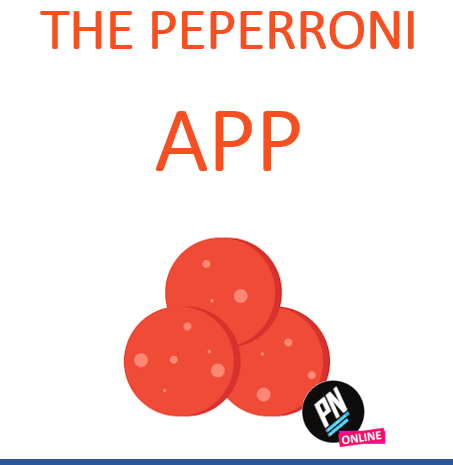 THE PEPERRONI
APP
PN
ONLINE